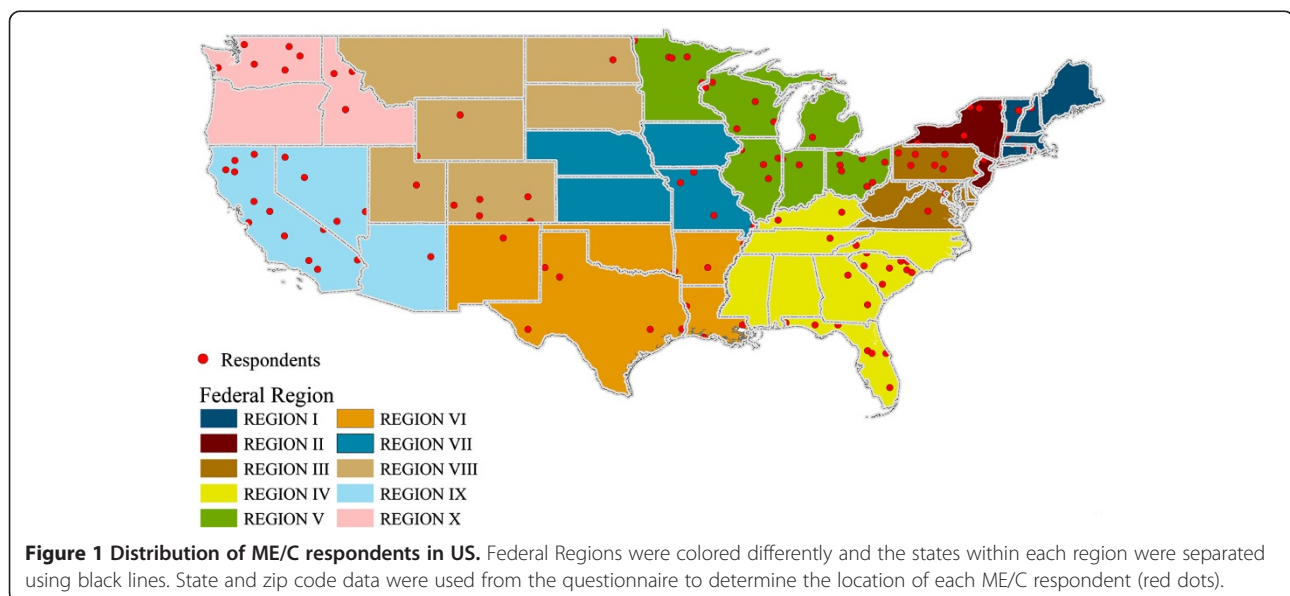 Respondents
Federal Region
REGION I
REGION II
REGION III
REGION IV
REGION V
REGION VI
REGION VII
REGION VIII
REGION IX
REGION X
Figure 1 Distribution of ME/C respondents in US. Federal Regions were colored differently and the states within each region were separated
using black lines. State and zip code data were used from the questionnaire to determine the location of each ME/C respondent (red dots).